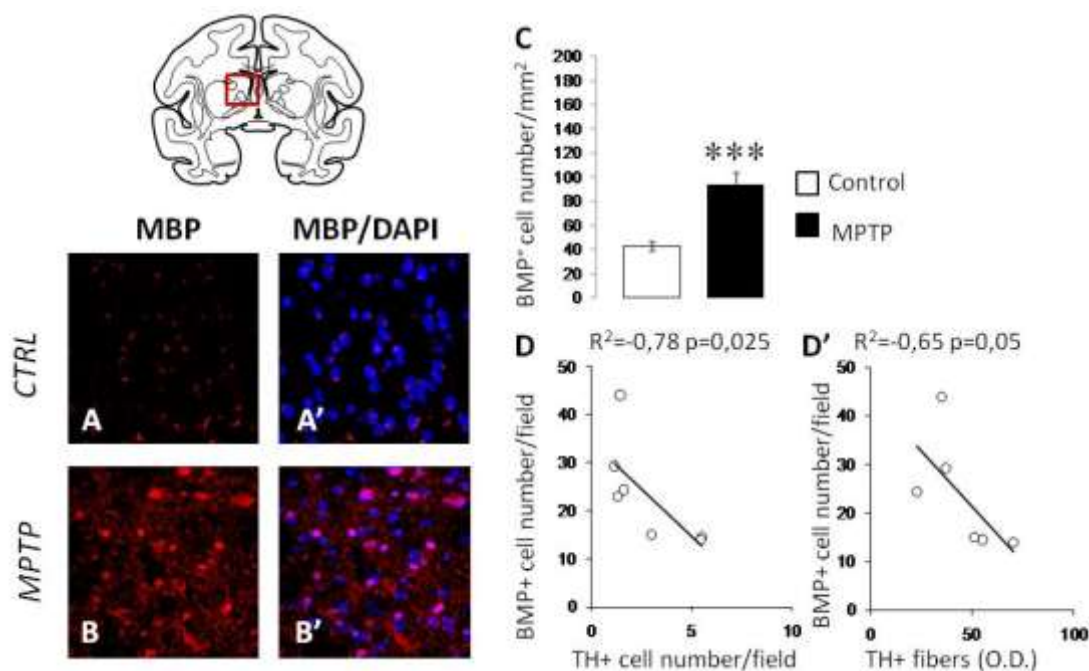 MBP
MBP/DAPI
CTRL
A
A'
MPTP
B
B'
C
BMP⁺ cell number/mm²
200
180
160
140
120
100
80
60
40
20
0
***
Control
MPTP
D
R²=-0,78 p=0,025
BMP+ cell number/field
50
40
30
20
10
0
0
5
10
TH+ cell number/field
D'
R²=-0,65 p=0,05
BMP+ cell number/field
50
40
30
20
10
0
0
50
100
TH+ fibers (O.D.)